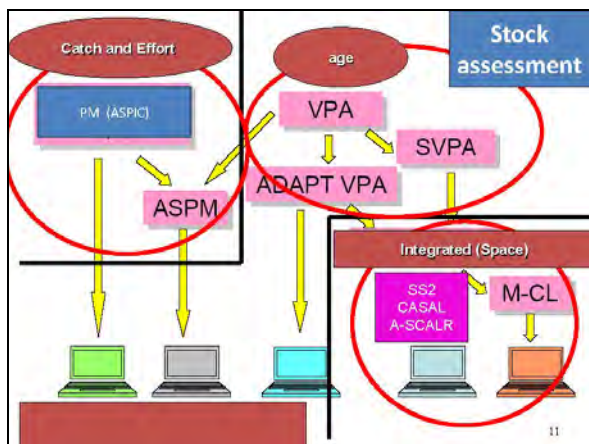 Catch and Effort
age
Stock
assessment
PM (ASPIC)
VPA
SVPA
ADAPT VPA
ASPM
Integrated (Space)
SS2
CASAL
A-SCALR
M-CL
11